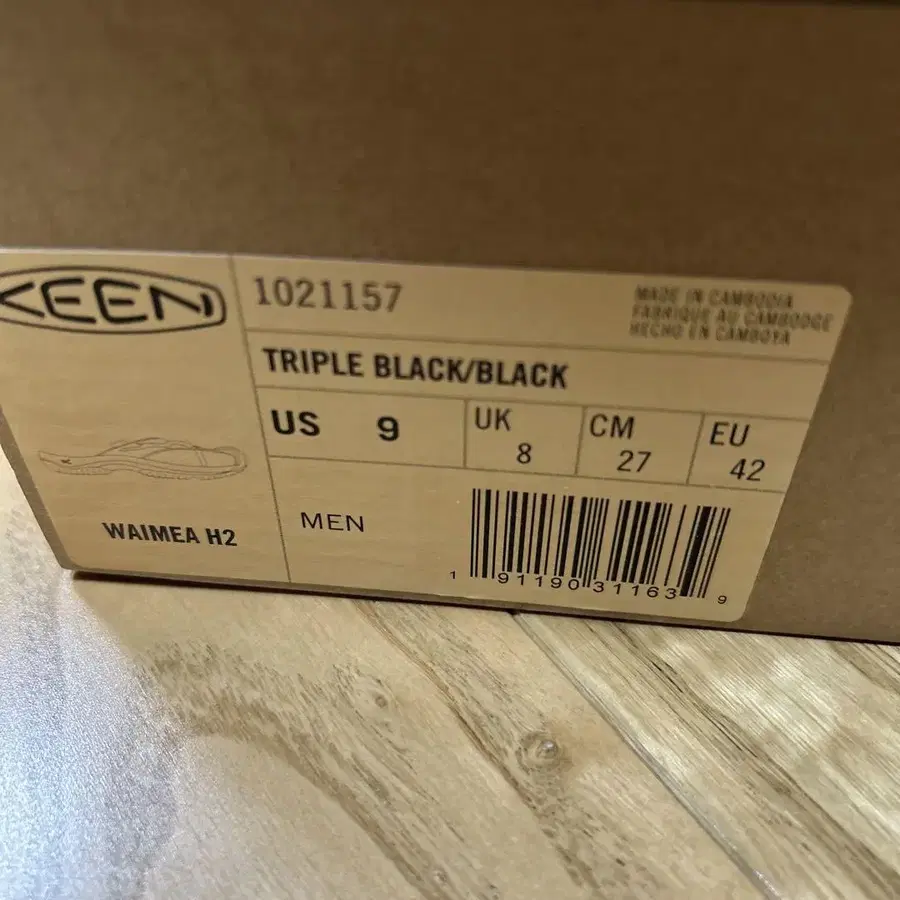 KEEN
1021157
MADE IN CAMBODIA
FABRIQUE AU CAMBODGE
HECHO EN CAMBOYA
TRIPLE BLACK/BLACK
US 9
UK 8
CM 27
EU 42
WAIMEA H2
MEN
1 91190 31163 9